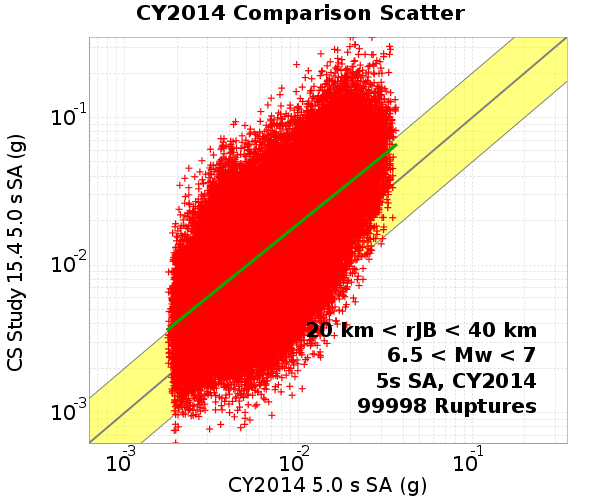 CY2014 Comparison Scatter
CS Study 15.4 5.0 s SA (g)
10-1
10-2
10-3
20 km < rJB < 40 km
6.5 < Mw < 7
5s SA, CY2014
99998 Ruptures
10-3 10-2 10-1
CY2014 5.0 s SA (g)